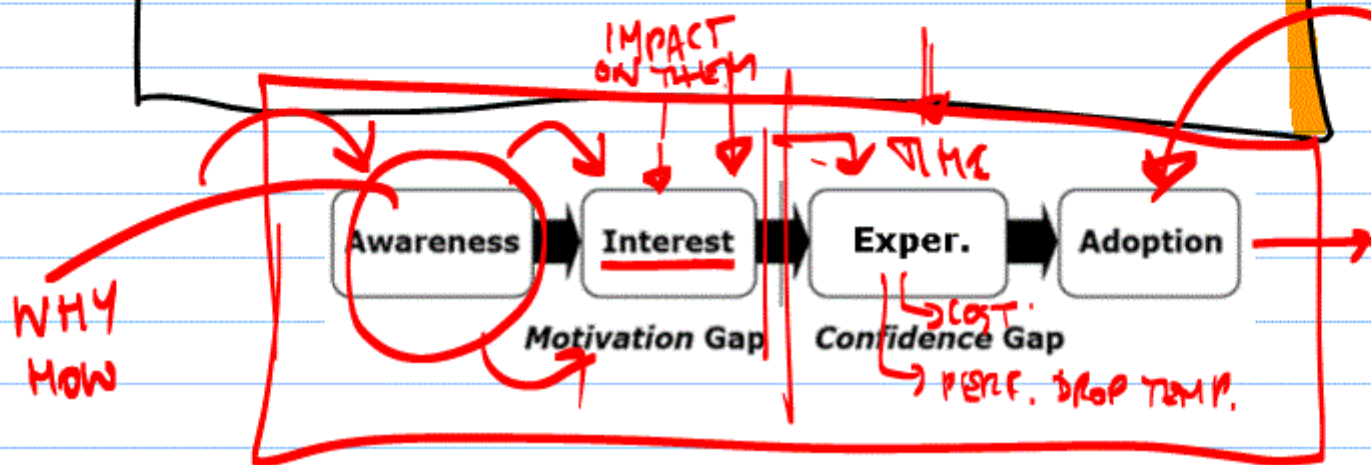 IMPACT
ON THEM
TIME
Awareness
Interest
Exper.
Adoption
WHY
HOW
COST
Motivation Gap
Confidence Gap
PERF. DROP TEMP.